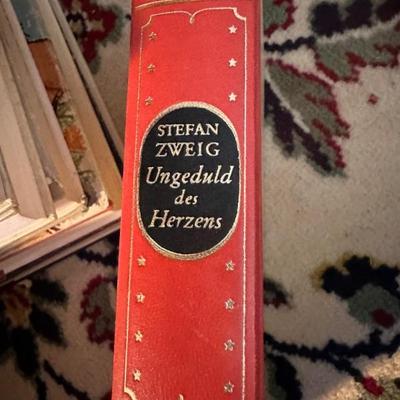 STEFAN
ZWEIG
Ungeduld
des
Herzens